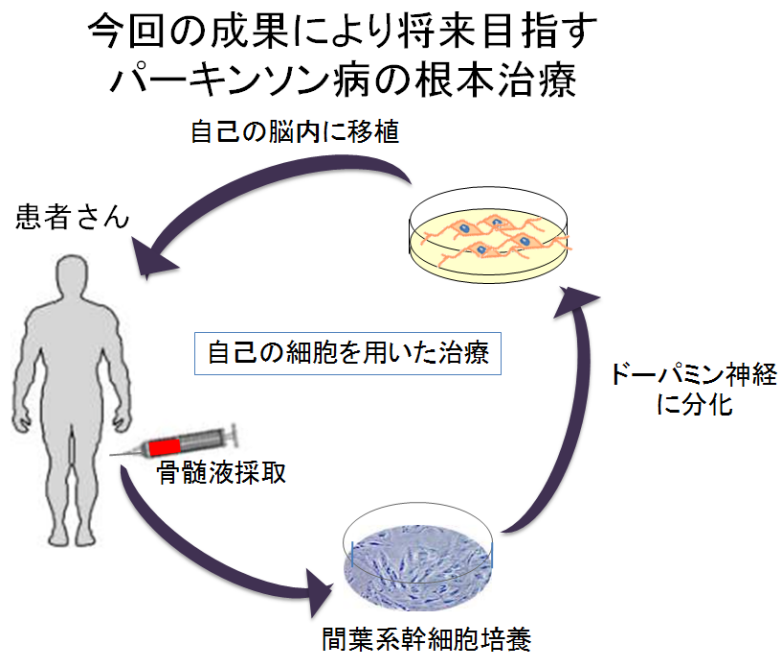 今回の成果により将来目指す
パーキンソン病の根本治療
自己の脳内に移植
患者さん
自己の細胞を用いた治療
ドーパミン神経
に分化
骨髄液採取
間葉系幹細胞培養